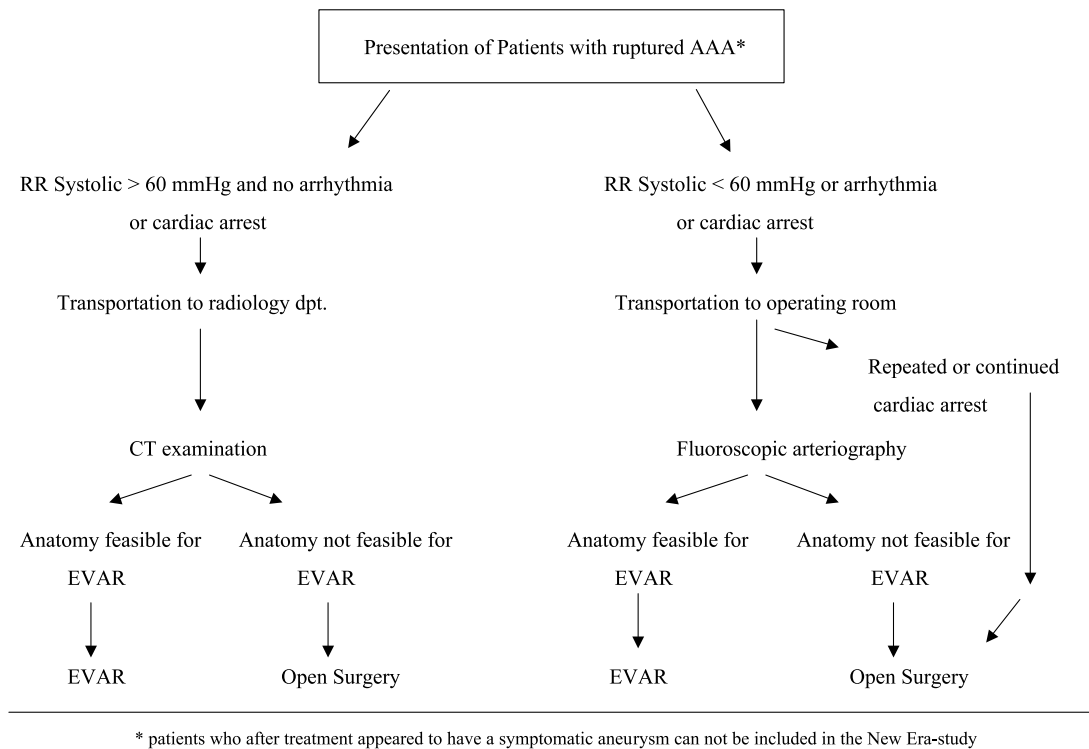 Presentation of Patients with ruptured AAA*
RR Systolic > 60 mmHg and no arrhythmia
or cardiac arrest
RR Systolic < 60 mmHg or arrhythmia
or cardiac arrest
Transportation to radiology dpt.
Transportation to operating room
Repeated or continued
cardiac arrest
CT examination
Fluoroscopic arteriography
Anatomy feasible for
EVAR
Anatomy not feasible for
EVAR
Anatomy feasible for
EVAR
Anatomy not feasible for
EVAR
EVAR
Open Surgery
EVAR
Open Surgery
* patients who after treatment appeared to have a symptomatic aneurysm can not be included in the New Era-study